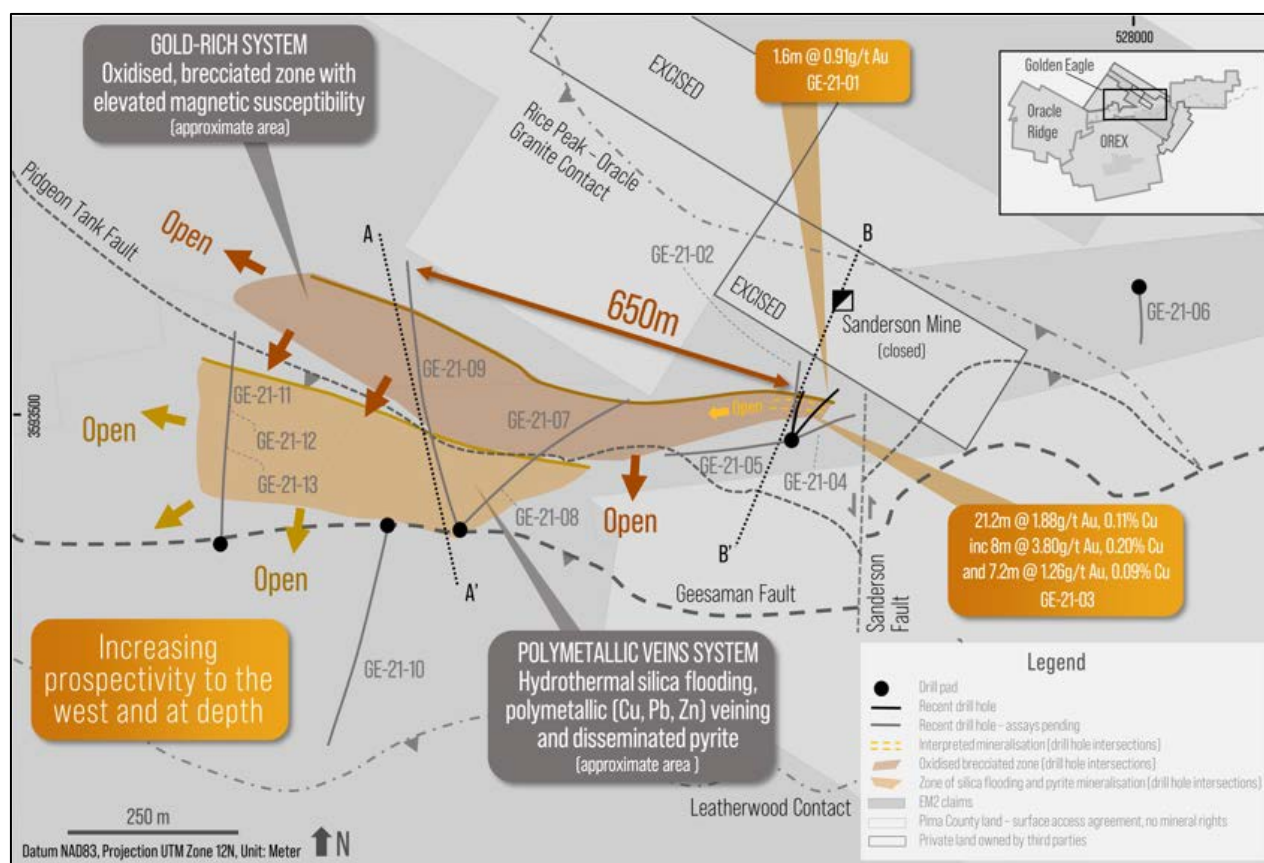 GOLD-RICH SYSTEM
Oxidised, brecciated zone with
elevated magnetic susceptibility
(approximate area)
1.6m @ 0.91g/t Au
GE-21-01
528000
Golden Eagle
Oracle
Ridge
OREX
EXCISED
Rice Peak - Oracle
Granite Contact
Pidgeon Tank Fault
Open
A
B
GE-21-02
650m
EXCISED
Sanderson Mine
(closed)
GE-21-06
3593500
GE-21-09
GE-21-11
GE-21-07
Open
Open
GE-21-12
GE-21-05
GE-21-04
GE-21-13
GE-21-08
Open
Open
B'
A'
Geesaman Fault
Sanderson
Fault
21.2m @ 1.88g/t Au, 0.11% Cu
inc 8m @ 3.80g/t Au, 0.20% Cu
and 7.2m @ 1.26g/t Au, 0.09% Cu
GE-21-03
Increasing
prospectivity to the
west and at depth
GE-21-10
POLYMETALLIC VEINS SYSTEM
Hydrothermal silica flooding,
polymetallic (Cu, Pb, Zn) veining
and disseminated pyrite
(approximate area )
Leatherwood Contact
Legend
Drill pad
Recent drill hole
Recent drill hole – assays pending
Interpreted mineralisation (drill hole intersections)
Oxidised brecciated zone (drill hole intersections)
Zone of silica flooding and pyrite mineralisation (drill hole intersections)
EM2 claims
Pima County land – surface access agreement, no mineral rights
Private land owned by third parties
250 m
N
Datum NAD83, Projection UTM Zone 12N, Unit: Meter